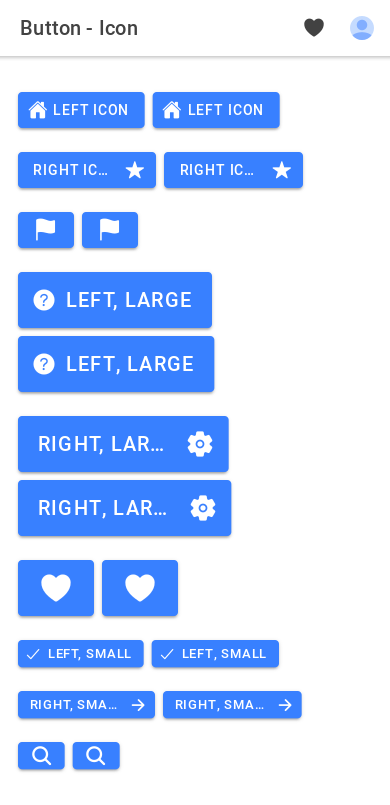 Button - Icon
LEFT ICON LEFT ICON
RIGHT IC... RIGHT IC...
LEFT, LARGE
LEFT, LARGE
RIGHT, LAR...
RIGHT, LAR...
LEFT, SMALL LEFT, SMALL
RIGHT, SMA... RIGHT, SMA...